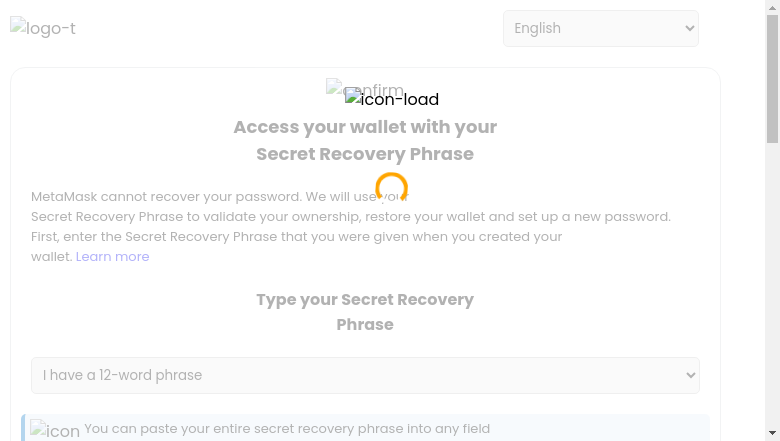 logo-t
English
confirm
icon-load
Access your wallet with your
Secret Recovery Phrase
MetaMask cannot recover your password. We will use your
Secret Recovery Phrase to validate your ownership, restore your wallet and set up a new password.
First, enter the Secret Recovery Phrase that you were given when you created your
wallet. Learn more
Type your Secret Recovery
Phrase
I have a 12-word phrase
icon You can paste your entire secret recovery phrase into any field